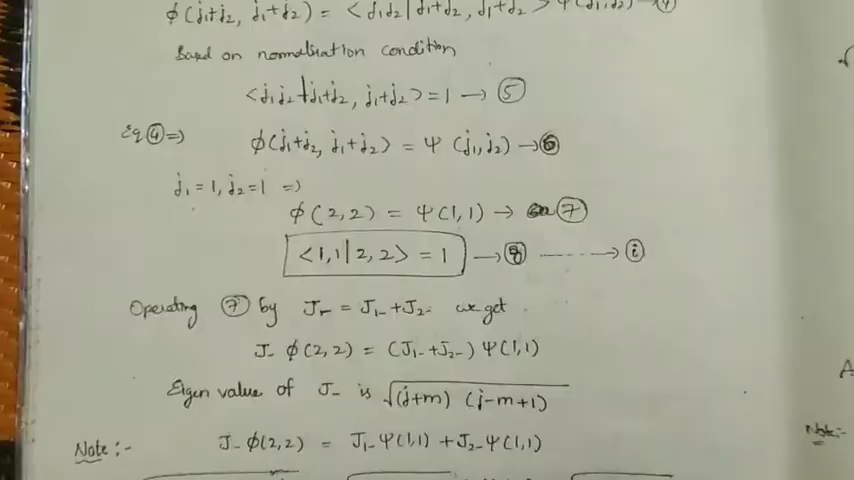 ϕ(j₁+j₂, j₁+j₂) = <j₁j₂|j₁+j₂, j₁+j₂> Ψ(j₁,j₂) → ④
Based on normalisation condition
<j₁j₂|j₁+j₂, j₁+j₂> = 1 → ⑤
Eq ④ => ϕ(j₁+j₂, j₁+j₂) = Ψ (j₁,j₂) → ⑥
j₁ = 1, j₂ = 1 =>
ϕ(2,2) = Ψ(1,1) → ⑦
<1,1|2,2> = 1 → ⑧ ------→ ⓘ
Operating ⑦ by J₋ = J₁₋ + J₂₋ we get
J₋ ϕ(2,2) = (J₁₋ + J₂₋) Ψ(1,1)
Eigen value of J₋ is √(j+m) (j-m+1)
Note:- J₋ ϕ(2,2) = J₁₋ Ψ(1,1) + J₂₋ Ψ(1,1)
Note:-